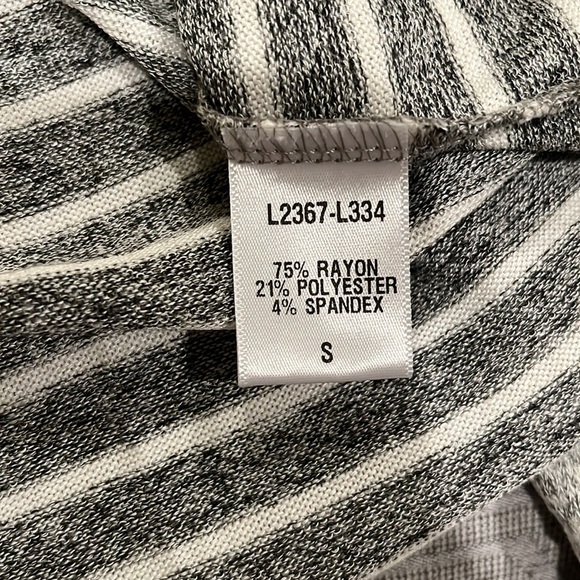 L2367-L334
75% RAYON
21% POLYESTER
4% SPANDEX
S